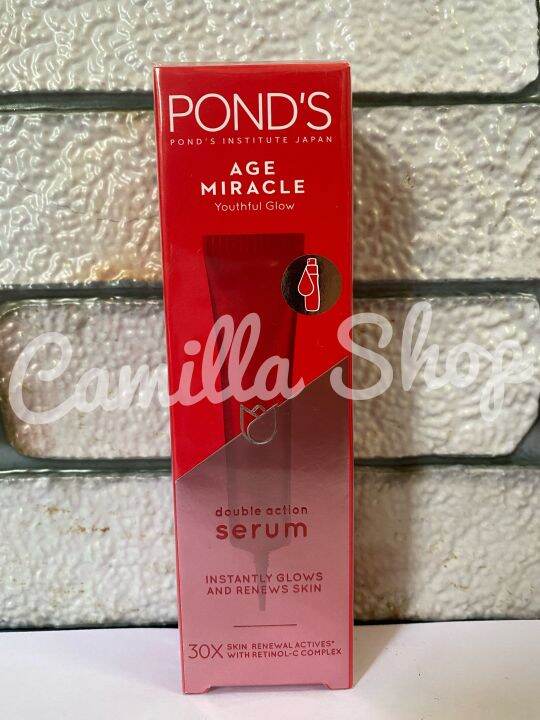 POND'S
POND'S INSTITUTE JAPAN
AGE
MIRACLE
Youthful Glow
Camilla Shop
double action
serum
INSTANTLY GLOWS
AND RENEWS SKIN
30X SKIN RENEWAL ACTIVES*
WITH RETINOL-C COMPLEX